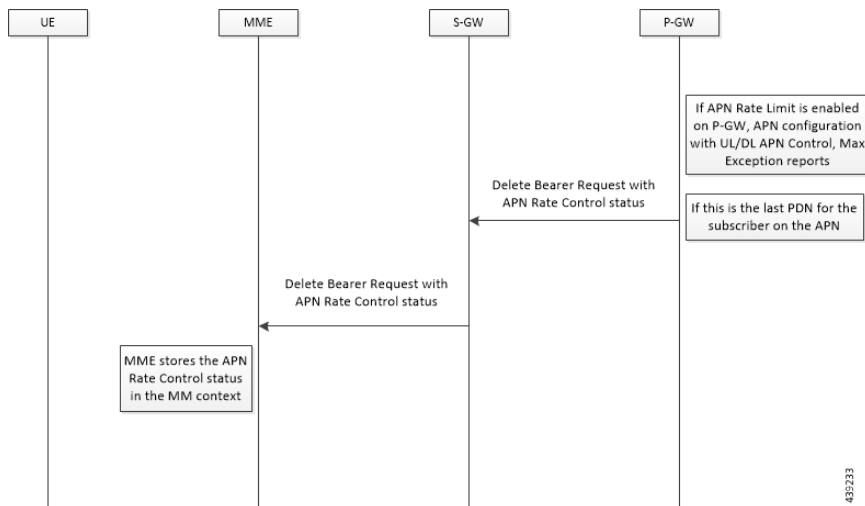 UE
MME
S-GW
P-GW
If APN Rate Limit is enabled
on P-GW, APN configuration
with UL/DL APN Control, Max
Exception reports
Delete Bearer Request with
APN Rate Control status
If this is the last PDN for the
subscriber on the APN
Delete Bearer Request with
APN Rate Control status
MME stores the APN
Rate Control status
in the MM context
439233